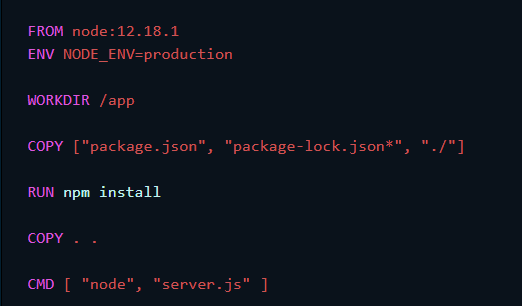 FROM node:12.18.1
ENV NODE_ENV=production
WORKDIR /app
COPY ["package.json", "package-lock.json*", "./"]
RUN npm install
COPY . .
CMD [ "node", "server.js" ]